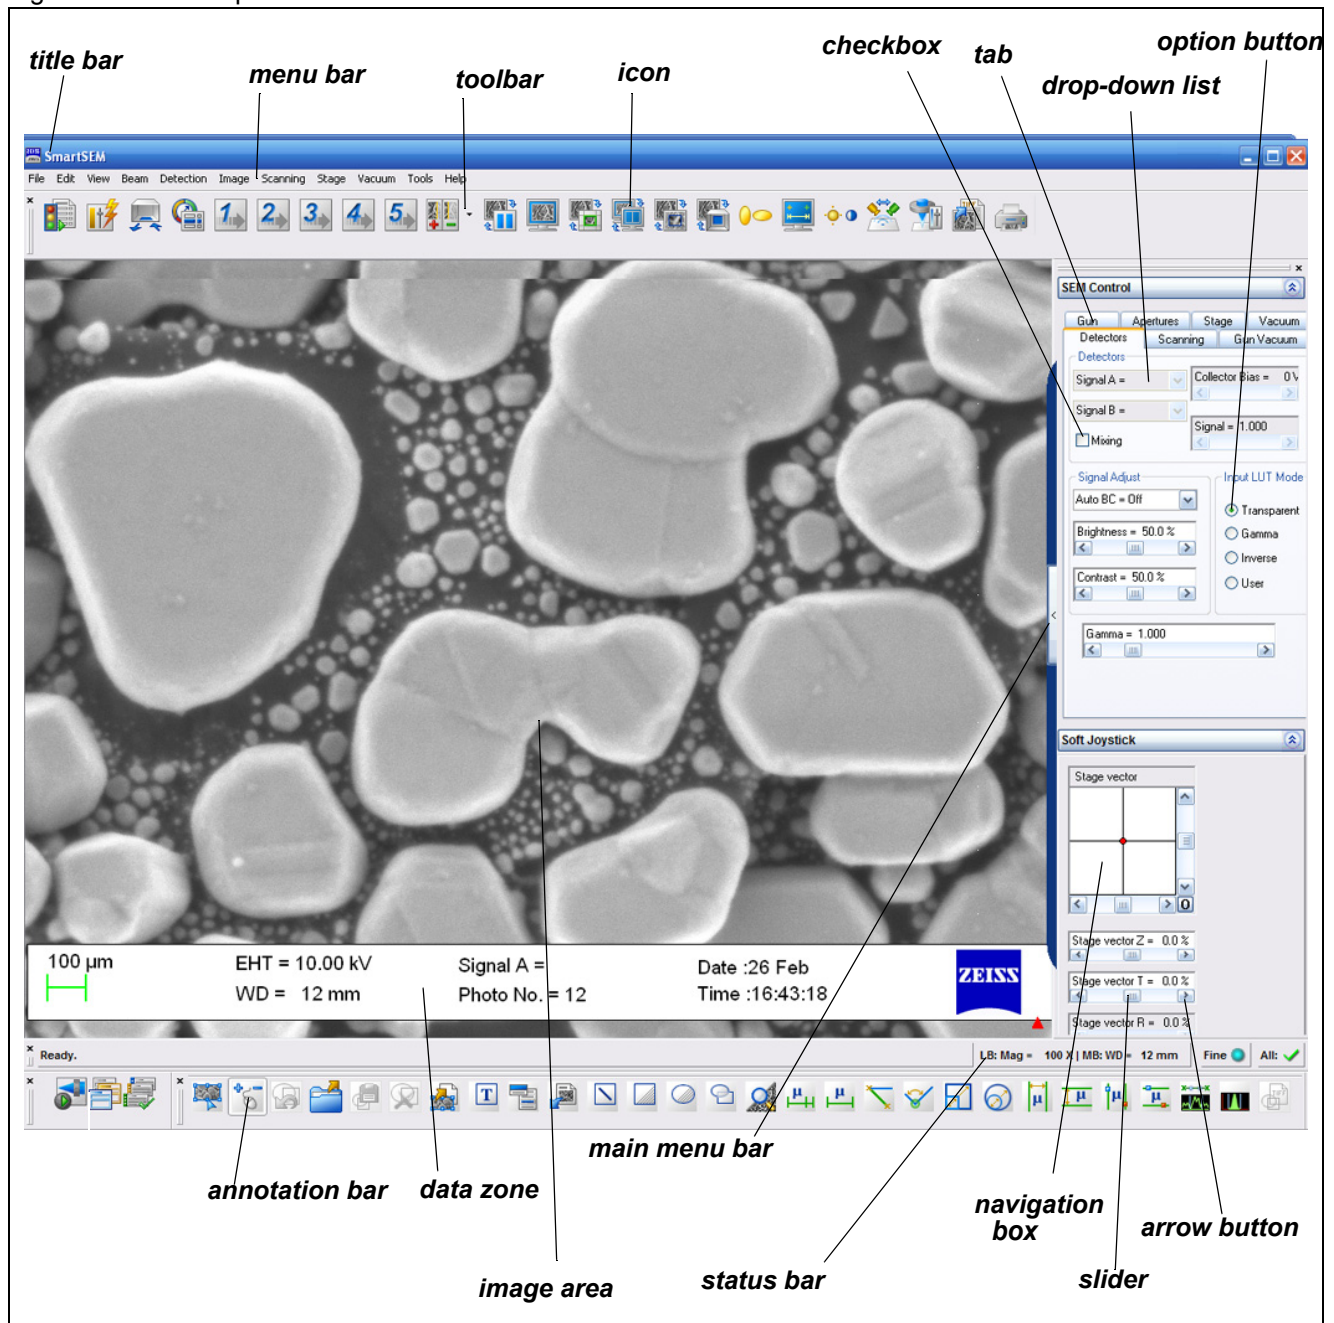 title bar
menu bar
toolbar
icon
checkbox
tab
option button
drop-down list
SmartSEM
File Edit View Beam Detection Image Scanning Stage Vacuum Tools Help
1 2 3 4 5
SEM Control
Gun Apertures Stage Vacuum
Detectors Scanning Gun Vacuum
Detectors
Signal A = Collector Bias = 0 V
Signal B =
Signal = 1.000
Mixing
Signal Adjust Input LUT Mode
Auto BC = Off
Transparent
Brightness = 50.0 %
Gamma
Inverse
Contrast = 50.0 %
User
Gamma = 1.000
Soft Joystick
Stage vector
0
Stage vector Z = 0.0 %
Stage vector T = 0.0 %
Stage vector R = 0.0 %
100 µm EHT = 10.00 kV Signal A = Date :26 Feb ZEISS
WD = 12 mm Photo No. = 12 Time :16:43:18
Ready. LB: Mag = 100 X | MB: WD = 12 mm Fine All:
T µ µ µ µ µ µ
main menu bar
annotation bar
data zone
navigation
box
arrow button
status bar
slider
image area